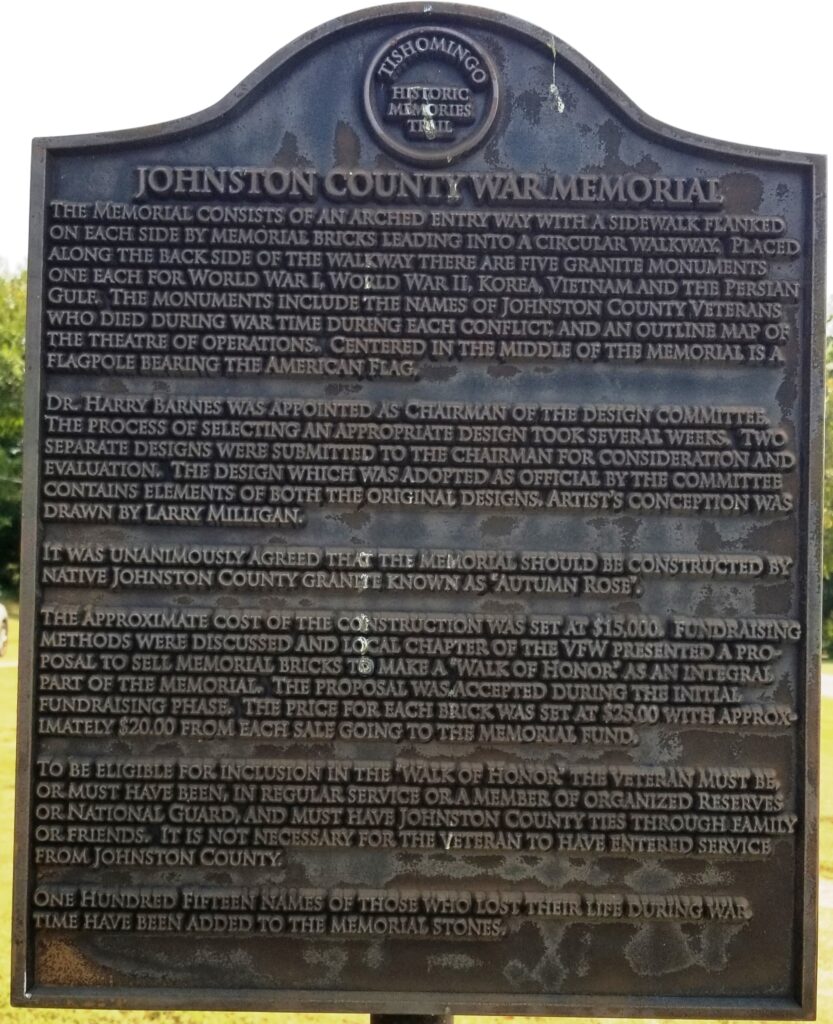 TISHOMINGO
HISTORIC
MEMORIES
TRAIL
JOHNSTON COUNTY WAR MEMORIAL
THE MEMORIAL CONSISTS OF AN ARCHED ENTRY WAY WITH A SIDEWALK FLANKED
ON EACH SIDE BY MEMORIAL BRICKS LEADING INTO A CIRCULAR WALKWAY. PLACED
ALONG THE BACK SIDE OF THE WALKWAY THERE ARE FIVE GRANITE MONUMENTS
ONE EACH FOR WORLD WAR I, WORLD WAR II, KOREA, VIETNAM AND THE PERSIAN
GULF. THE MONUMENTS INCLUDE THE NAMES OF JOHNSTON COUNTY VETERANS
WHO DIED DURING WAR TIME DURING EACH CONFLICT, AND AN OUTLINE MAP OF
THE THEATRE OF OPERATIONS. CENTERED IN THE MIDDLE OF THE MEMORIAL IS A
FLAGPOLE BEARING THE AMERICAN FLAG.
DR. HARRY BARNES WAS APPOINTED AS CHAIRMAN OF THE DESIGN COMMITTEE.
THE PROCESS OF SELECTING AN APPROPRIATE DESIGN TOOK SEVERAL WEEKS. TWO
SEPARATE DESIGNS WERE SUBMITTED TO THE CHAIRMAN FOR CONSIDERATION AND
EVALUATION. THE DESIGN WHICH WAS ADOPTED AS OFFICIAL BY THE COMMITTEE
CONTAINS ELEMENTS OF BOTH THE ORIGINAL DESIGNS. ARTIST'S CONCEPTION WAS
DRAWN BY LARRY MILLIGAN.
IT WAS UNANIMOUSLY AGREED THAT THE MEMORIAL SHOULD BE CONSTRUCTED BY
NATIVE JOHNSTON COUNTY GRANITE KNOWN AS "AUTUMN ROSE".
THE APPROXIMATE COST OF THE CONSTRUCTION WAS SET AT $15,000. FUNDRAISING
METHODS WERE DISCUSSED AND LOCAL CHAPTER OF THE VFW PRESENTED A PRO-
POSAL TO SELL MEMORIAL BRICKS TO MAKE A "WALK OF HONOR" AS AN INTEGRAL
PART OF THE MEMORIAL. THE PROPOSAL WAS ACCEPTED DURING THE INITIAL
FUNDRAISING PHASE. THE PRICE FOR EACH BRICK WAS SET AT $25.00 WITH APPROX-
IMATELY $20.00 FROM EACH SALE GOING TO THE MEMORIAL FUND.
TO BE ELIGIBLE FOR INCLUSION IN THE "WALK OF HONOR" THE VETERAN MUST BE,
OR MUST HAVE BEEN, IN REGULAR SERVICE OR A MEMBER OF ORGANIZED RESERVES
OR NATIONAL GUARD, AND MUST HAVE JOHNSTON COUNTY TIES THROUGH FAMILY
OR FRIENDS. IT IS NOT NECESSARY FOR THE VETERAN TO HAVE ENTERED SERVICE
FROM JOHNSTON COUNTY.
ONE HUNDRED FIFTEEN NAMES OF THOSE WHO LOST THEIR LIFE DURING WAR
TIME HAVE BEEN ADDED TO THE MEMORIAL STONES.